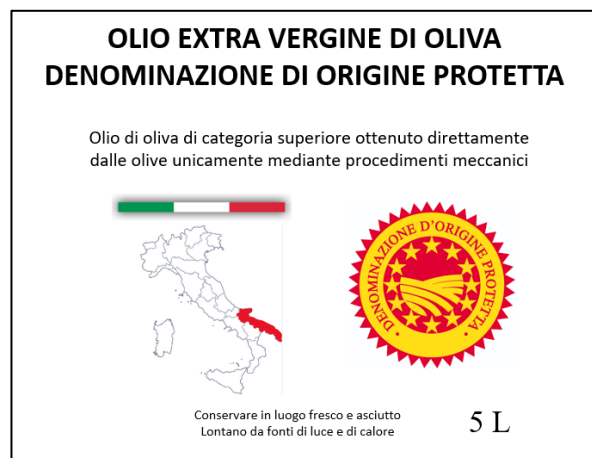 OLIO EXTRA VERGINE DI OLIVA
DENOMINAZIONE DI ORIGINE PROTETTA
Olio di oliva di categoria superiore ottenuto direttamente
dalle olive unicamente mediante procedimenti meccanici
DENOMINAZIONE D'ORIGINE PROTETTA
Conservare in luogo fresco e asciutto
Lontano da fonti di luce e di calore
5 L